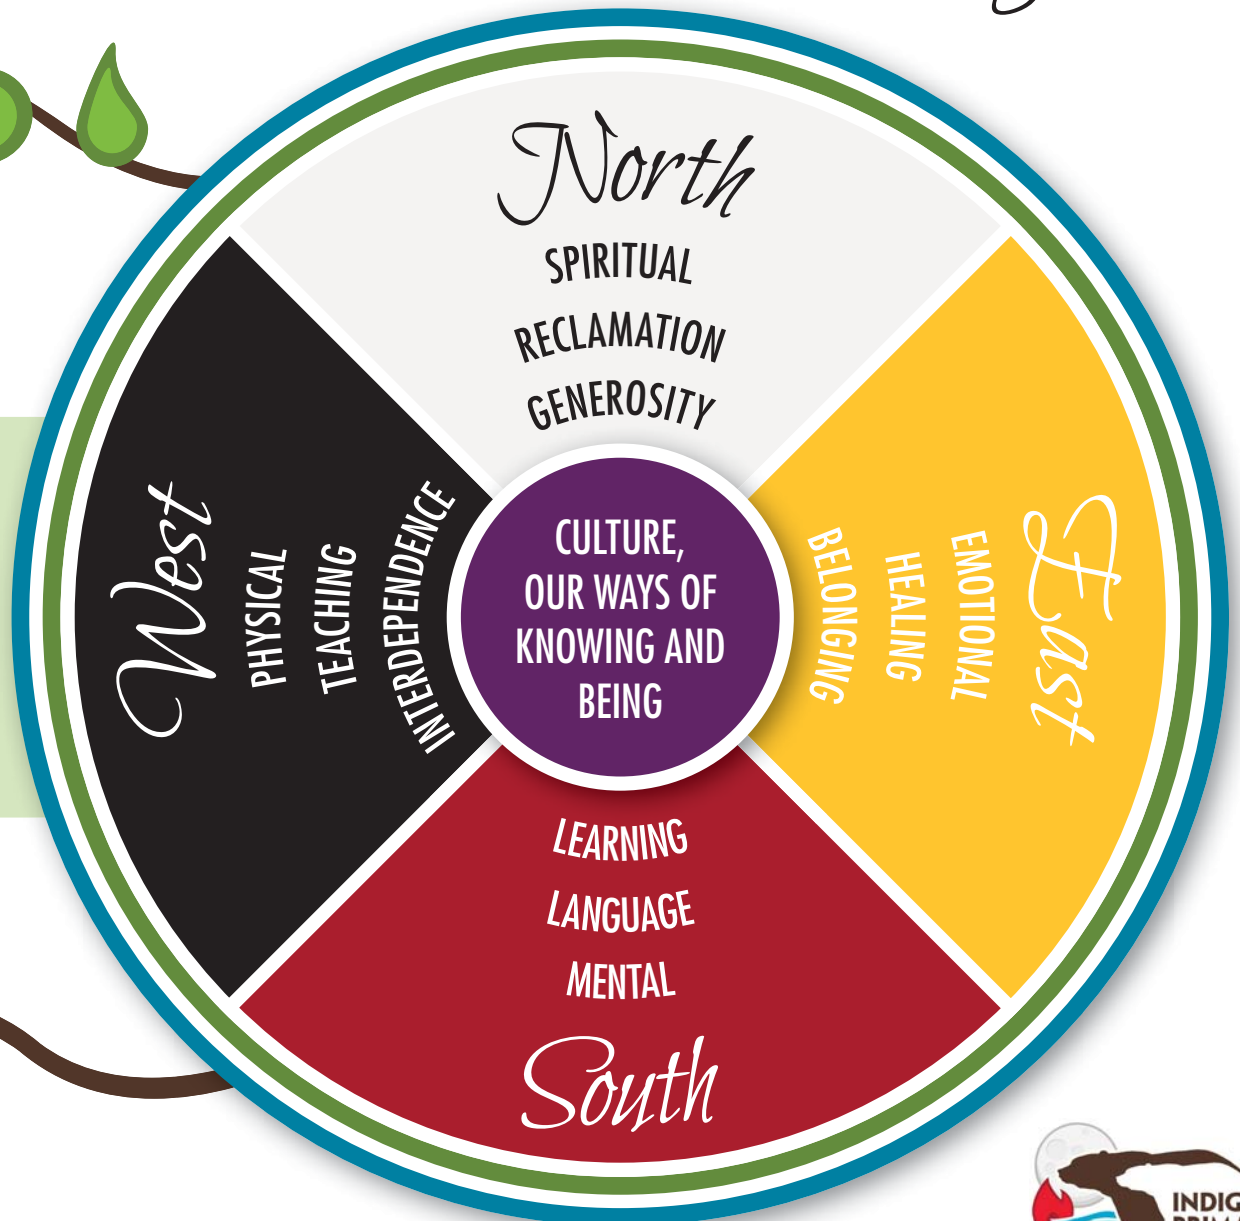 North
SPIRITUAL
RECLAMATION
GENEROSITY
West
PHYSICAL
TEACHING
INTERDEPENDENCE
CULTURE,
OUR WAYS OF
KNOWING AND
BEING
East
EMOTIONAL
HEALING
BELONGING
LEARNING
LANGUAGE
MENTAL
South